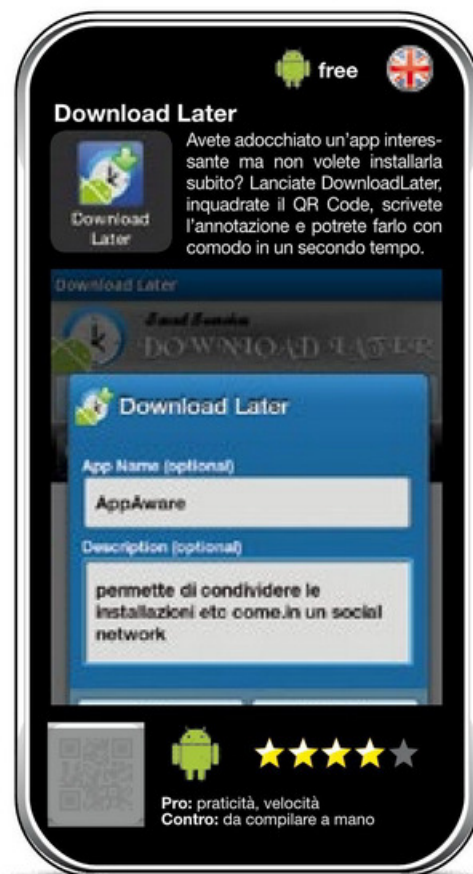 free
Download Later
Avete adocchiato un'app interes-
sante ma non volete installarla
subito? Lanciate DownloadLater,
inquadrate il QR Code, scrivete
l'annotazione e potrete farlo con
comodo in un secondo tempo.
Download
Later
Download Later
DOWNLOAD LATER
Download Later
App Name (optional)
AppAware
Description (optional)
permette di condividere le
installazioni etc come.in un social
network
Pro: praticità, velocità
Contro: da compilare a mano